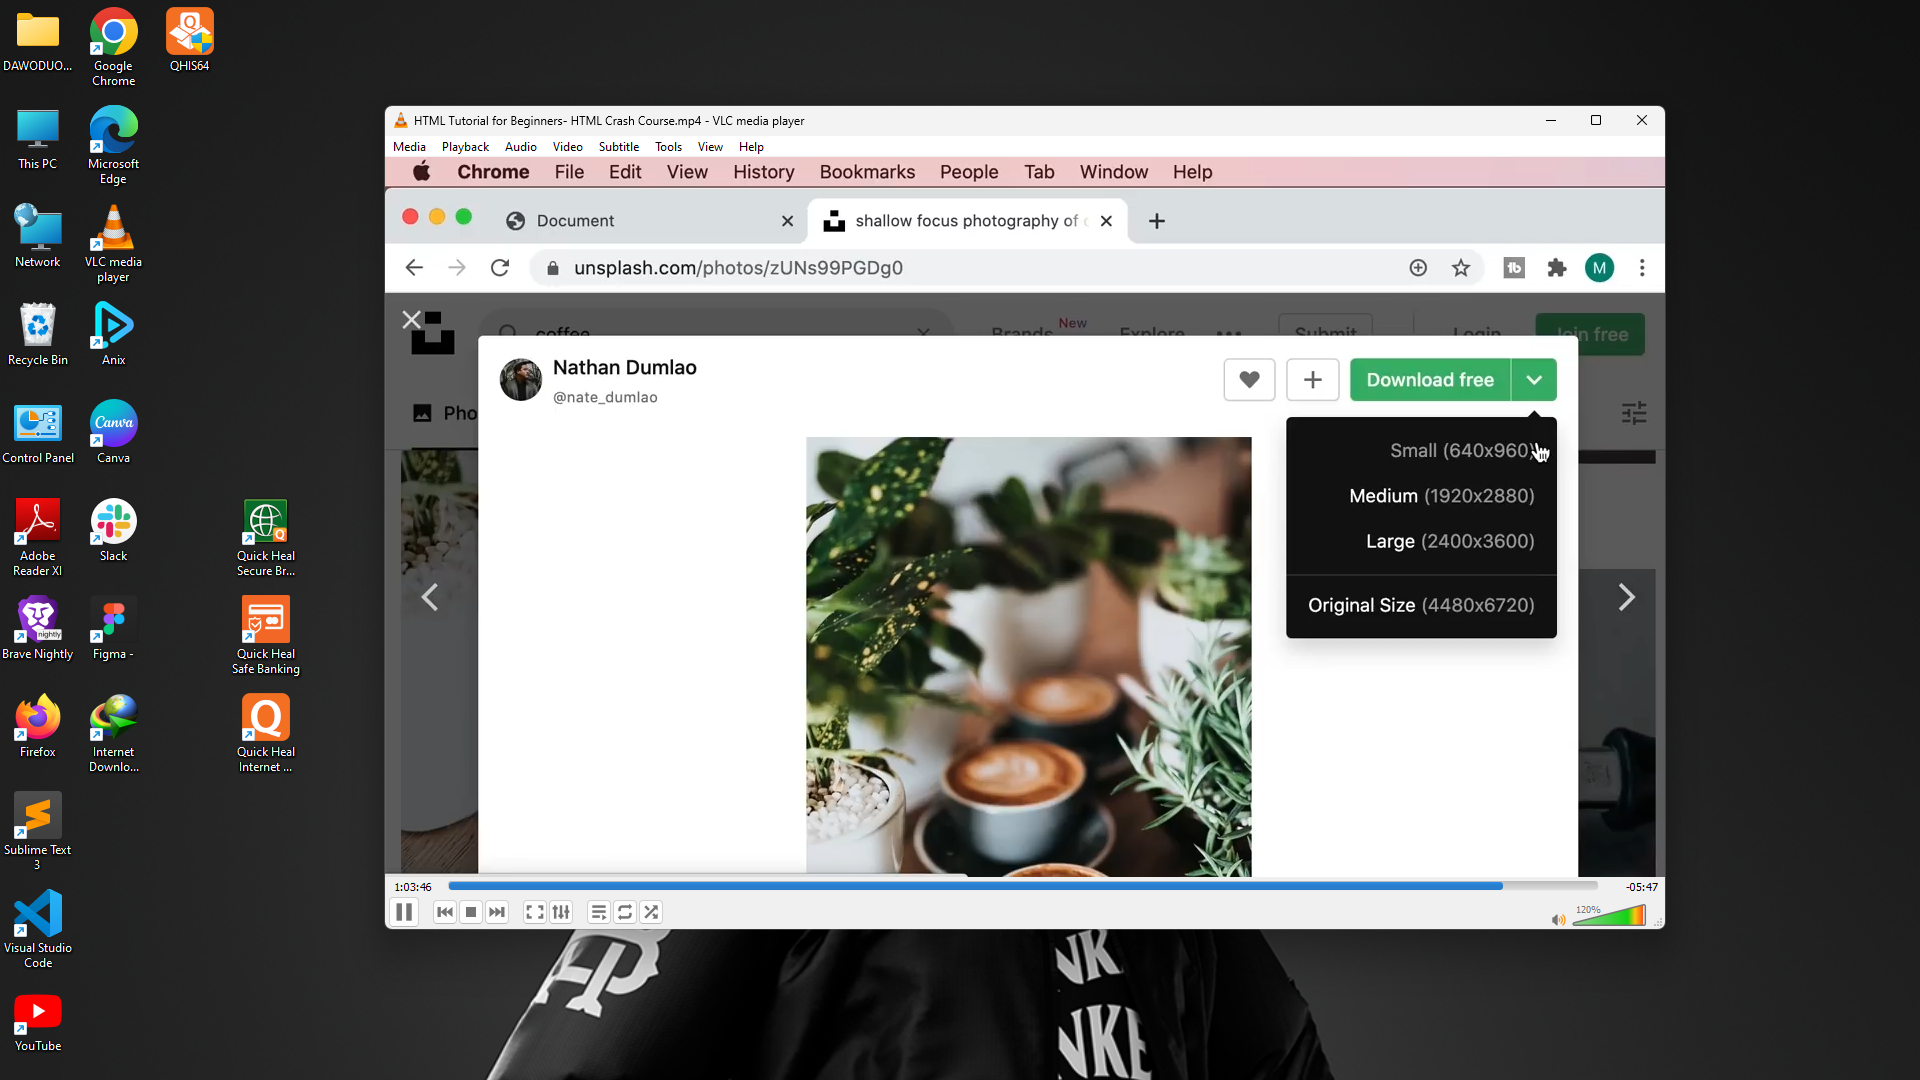 DAWODUO...
Google
Chrome
QHIS64
This PC
Microsoft
Edge
Network
VLC media
player
Recycle Bin
Anix
Control Panel
Canva
Canva
Adobe
Reader XI
Slack
Quick Heal
Secure Br...
nightly
Brave Nightly
Figma -
Quick Heal
Safe Banking
Firefox
Internet
Downlo...
Quick Heal
Internet ...
Sublime Text
3
Visual Studio
Code
YouTube
HTML Tutorial for Beginners- HTML Crash Course.mp4 - VLC media player
Media Playback Audio Video Subtitle Tools View Help
Chrome File Edit View History Bookmarks People Tab Window Help
Document
shallow focus photography of
unsplash.com/photos/zUNs99PGDg0
M
coffee
Brands New Explore Submit Login Join free
Pho
Nathan Dumlao
@nate_dumlao
Download free
Small (640x960)
Medium (1920x2880)
Large (2400x3600)
Original Size (4480x6720)
1:03:46
-05:47
120%
NK
NKE